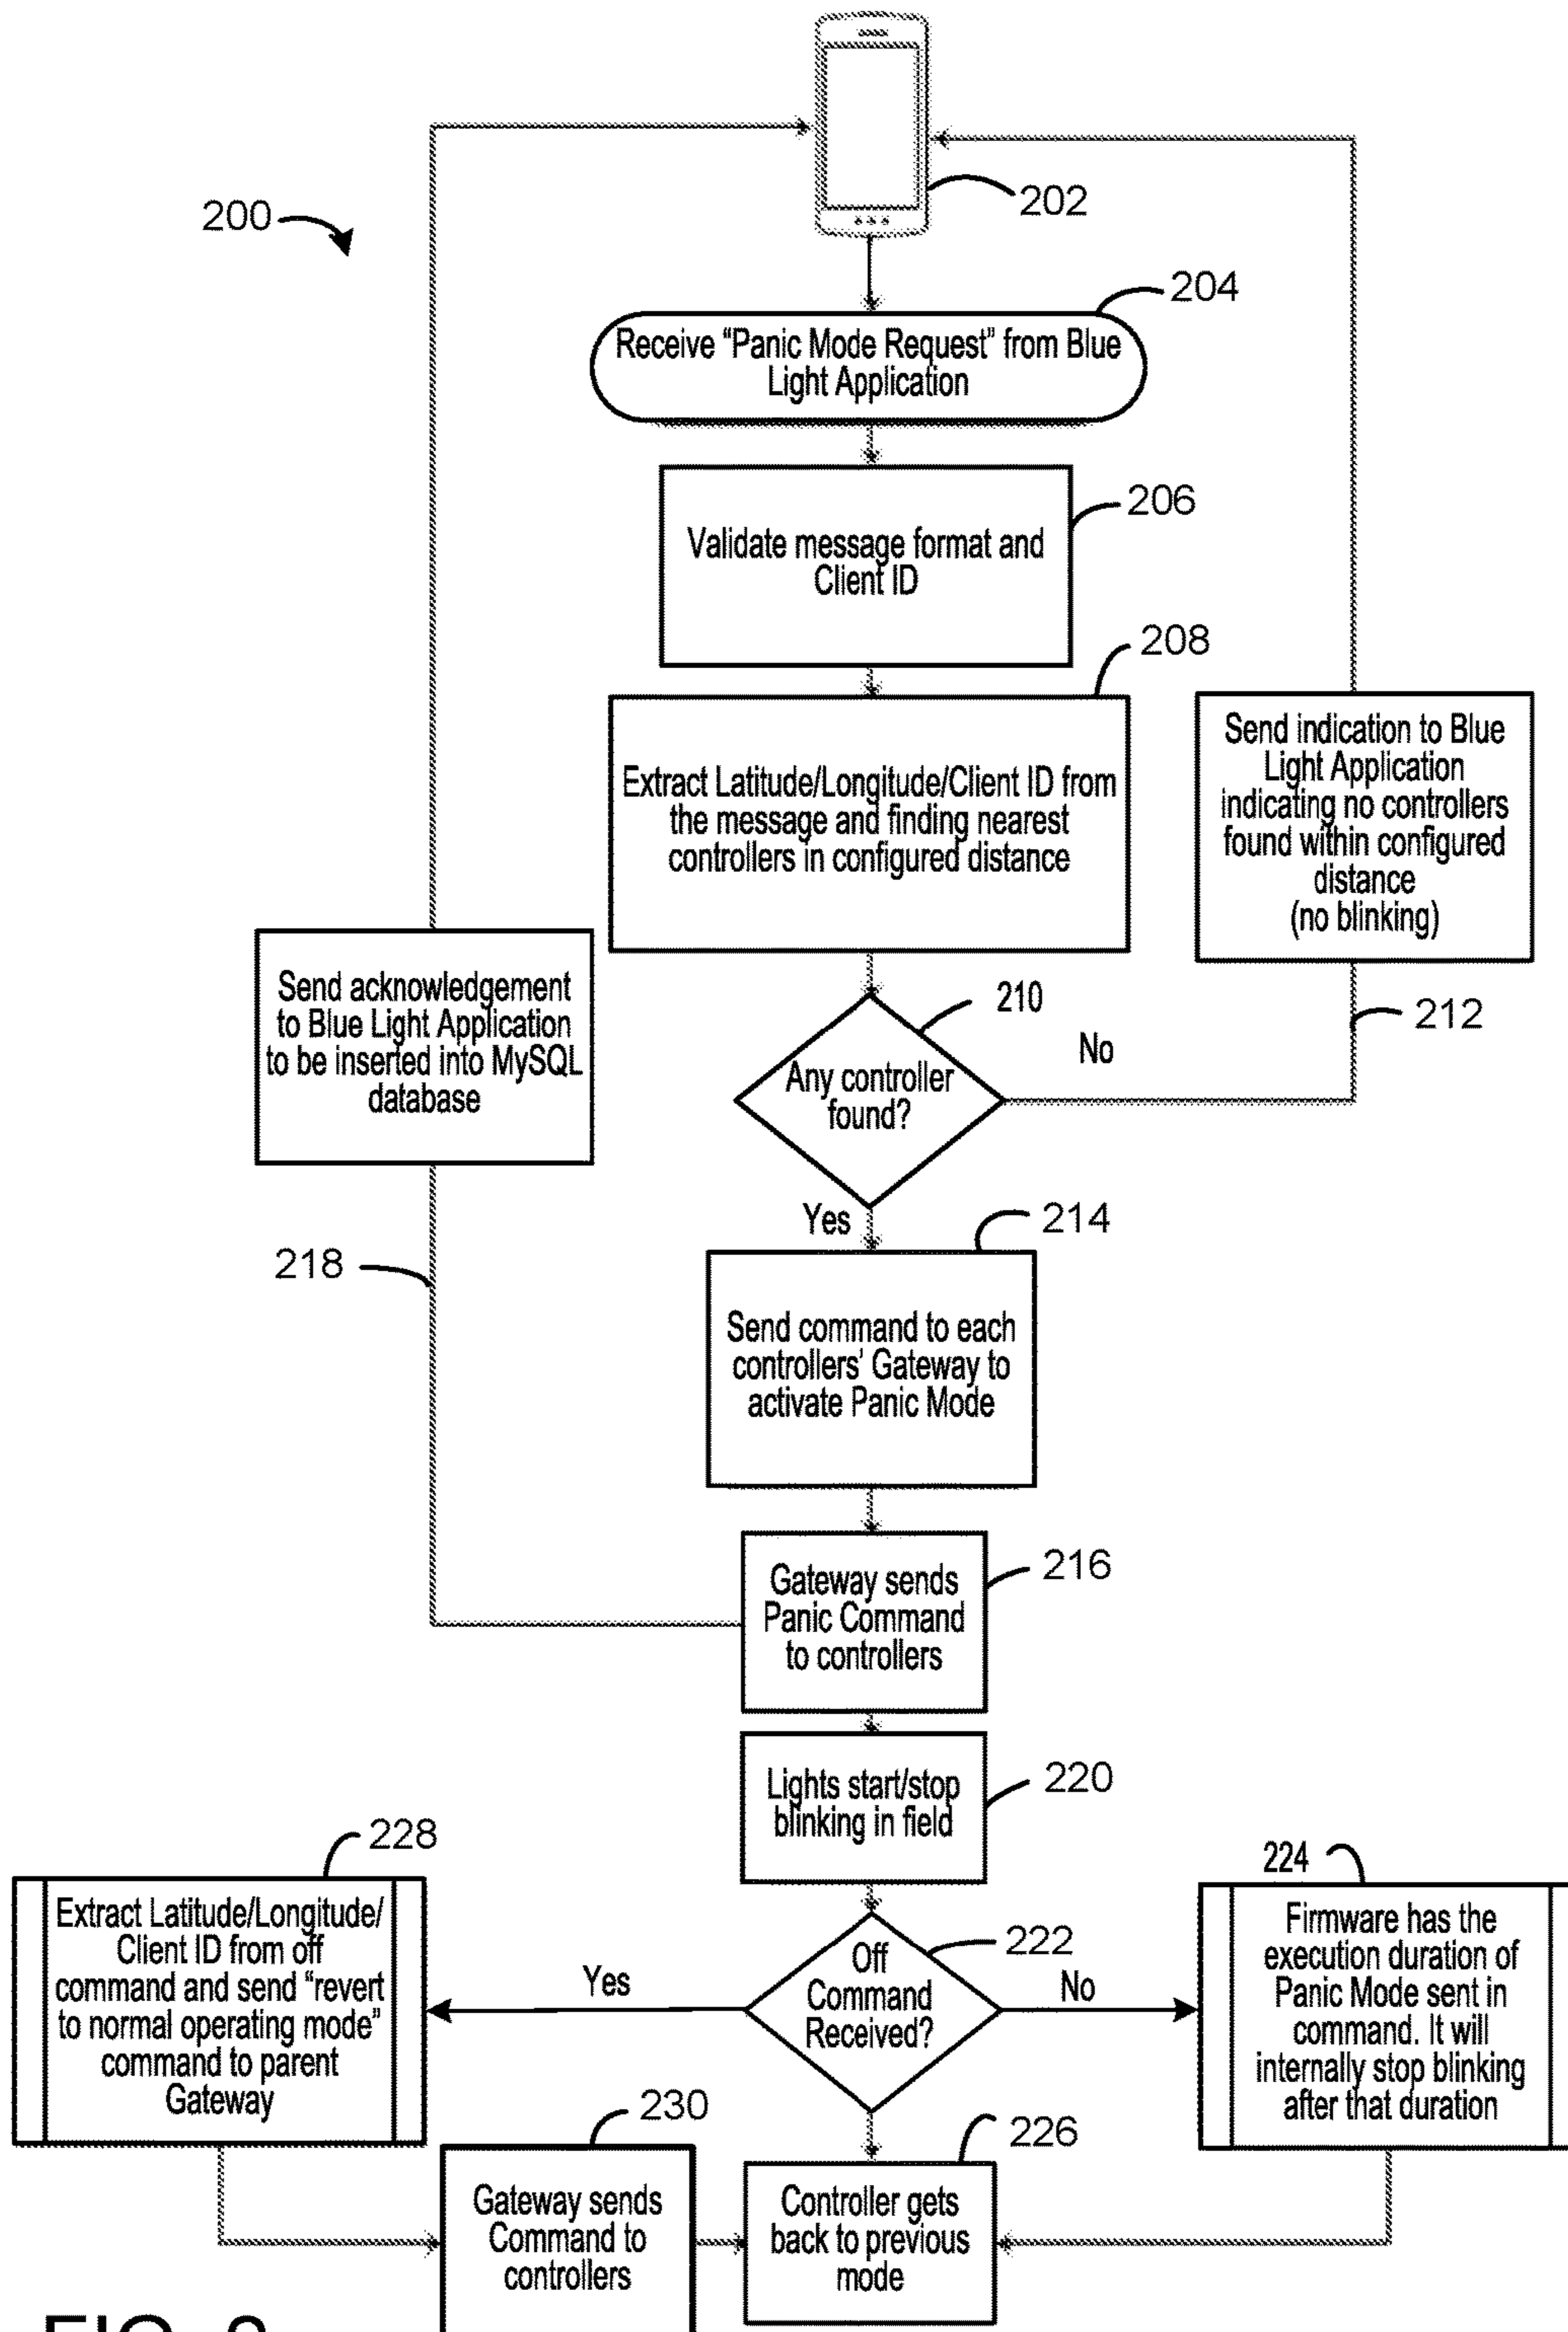 200
202
204
Receive “Panic Mode Request” from Blue
Light Application
206
Validate message format and
Client ID
208
Extract Latitude/Longitude/Client ID from
the message and finding nearest
controllers in configured distance
Send indication to Blue
Light Application
indicating no controllers
found within configured
distance
(no blinking)
Send acknowledgement
to Blue Light Application
to be inserted into MySQL
database
210
212
No
Any controller
found?
Yes
214
218
Send command to each
controllers’ Gateway to
activate Panic Mode
216
Gateway sends
Panic Command
to controllers
220
Lights start/stop
blinking in field
228
Extract Latitude/Longitude/
Client ID from off
command and send “revert
to normal operating mode”
command to parent
Gateway
222
Off
Command
Received?
Yes
No
224
Firmware has the
execution duration of
Panic Mode sent in
command. It will
internally stop blinking
after that duration
230
Gateway sends
Command to
controllers
226
Controller gets
back to previous
mode
FIG.